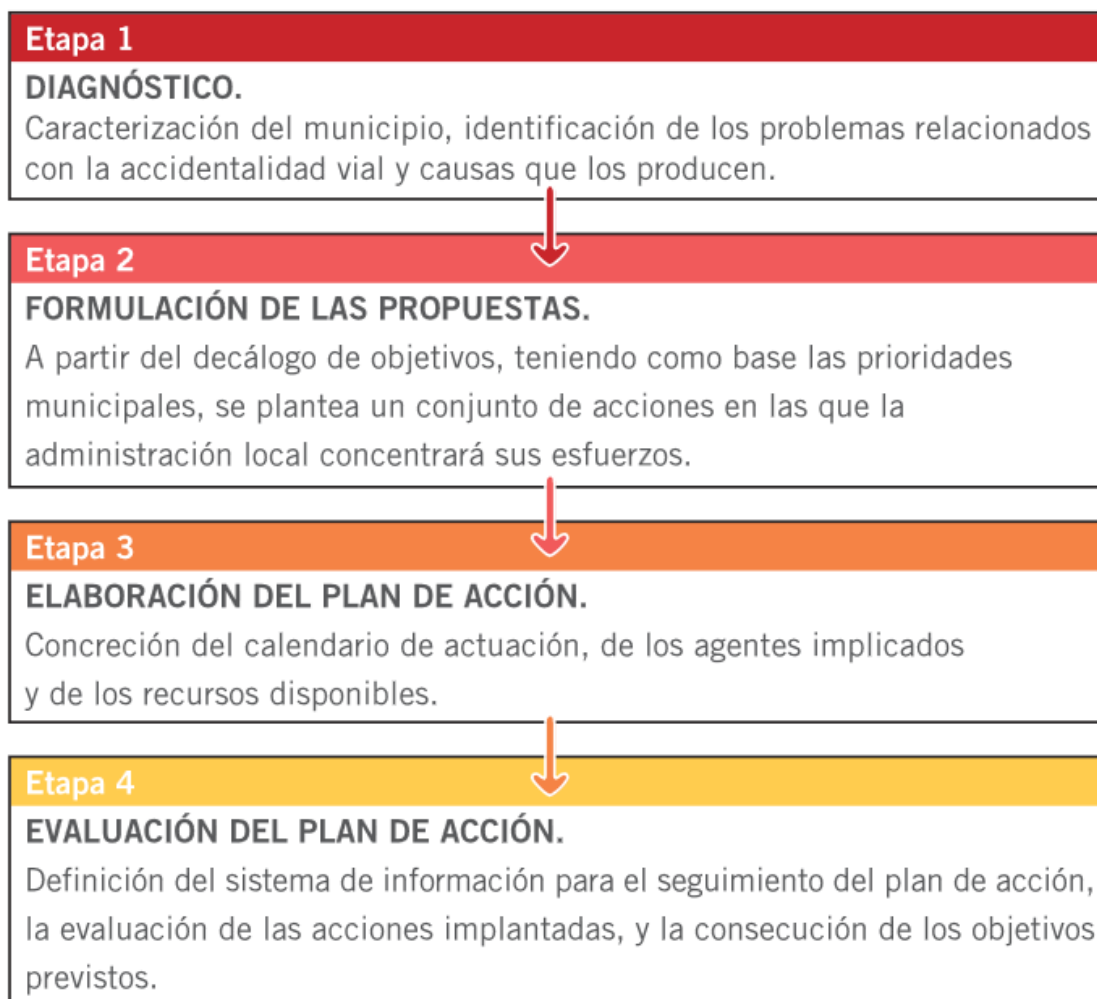 Etapa 1
DIAGNÓSTICO.
Caracterización del municipio, identificación de los problemas relacionados
con la accidentalidad vial y causas que los producen.
Etapa 2
FORMULACIÓN DE LAS PROPUESTAS.
A partir del decálogo de objetivos, teniendo como base las prioridades
municipales, se plantea un conjunto de acciones en las que la
administración local concentrará sus esfuerzos.
Etapa 3
ELABORACIÓN DEL PLAN DE ACCIÓN.
Concreción del calendario de actuación, de los agentes implicados
y de los recursos disponibles.
Etapa 4
EVALUACIÓN DEL PLAN DE ACCIÓN.
Definición del sistema de información para el seguimiento del plan de acción,
la evaluación de las acciones implantadas, y la consecución de los objetivos
previstos.